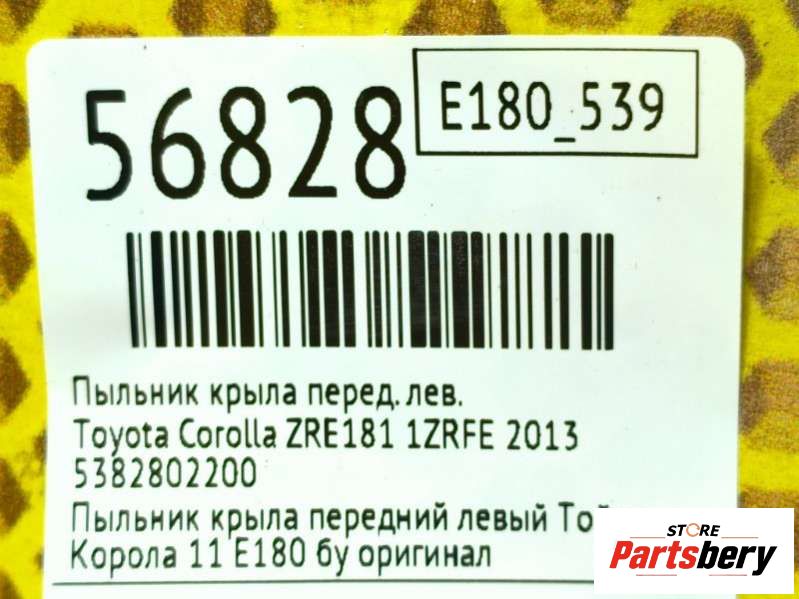 56828
E180_539
Пыльник крыла перед. лев.
Toyota Corolla ZRE181 1ZRFE 2013
5382802200
Пыльник крыла передний левый
Корола 11 Е180 бу оригинал
STORE
Partsbery